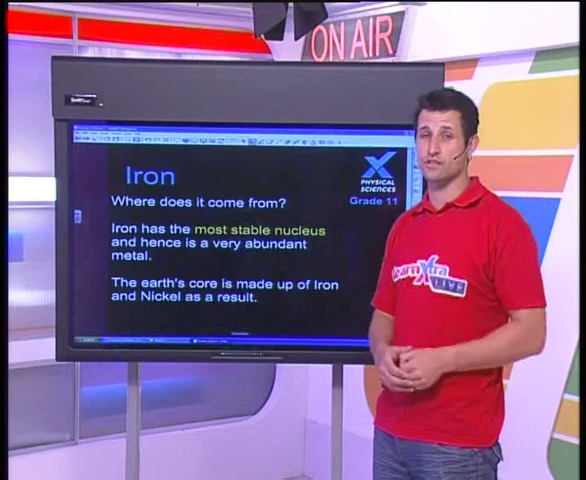 ON AIR
Iron
X
PHYSICAL
SCIENCES
Grade 11
Where does it come from?
Iron has the most stable nucleus
and hence is a very abundant
metal.
The earth's core is made up of Iron
and Nickel as a result.
learn Xtra
LIVE